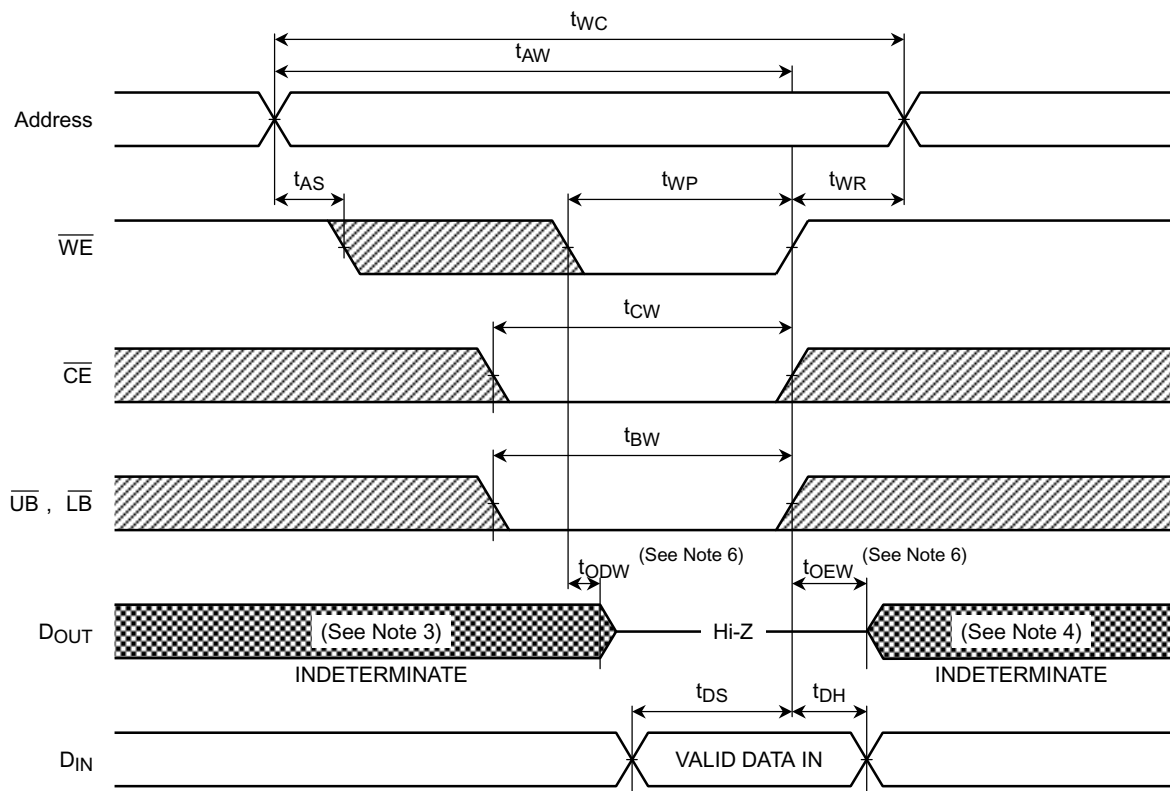 tWC
tAW
Address
tAS
tWP
tWR
WE
tCW
CE
tBW
UB , LB
tODW (See Note 6)
tOEW (See Note 6)
DOUT
(See Note 3)
Hi-Z
(See Note 4)
INDETERMINATE
INDETERMINATE
tDS
tDH
DIN
VALID DATA IN